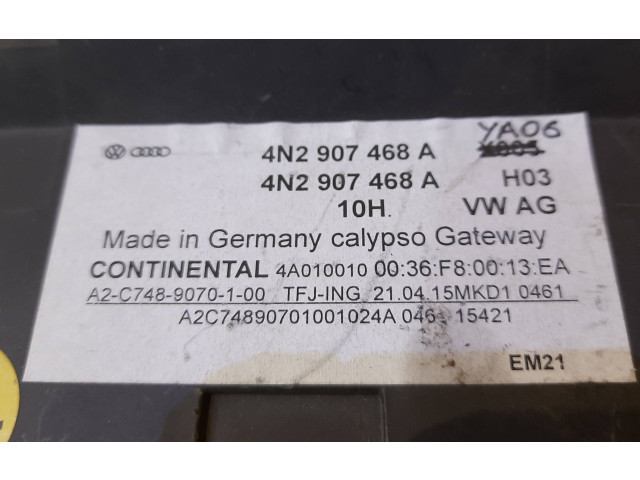 YA06
4N2 907 468 A X005
4N2 907 468 A H03
10H. VW AG
Made in Germany calypso Gateway
CONTINENTAL 4A010010 00:36:F8:00:13:EA
A2-C748-9070-1-00 TFJ-ING 21.04.15MKD1 0461
A2C74890701001024A 0461 15421
EM21